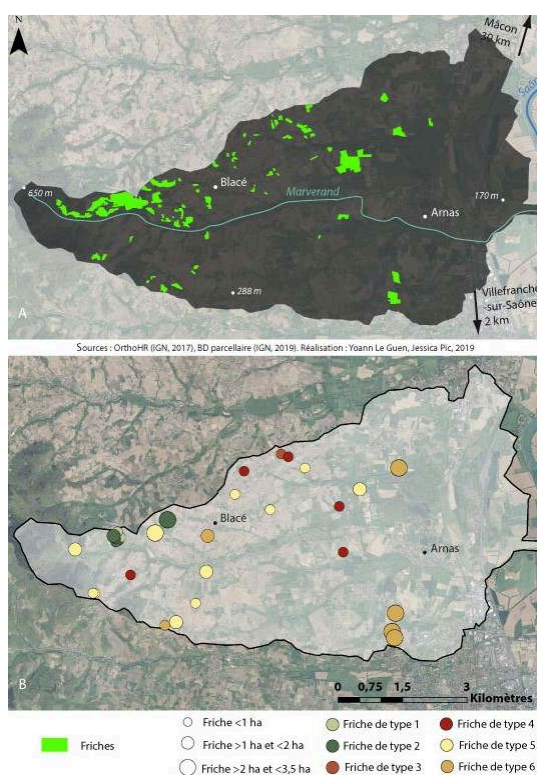 N
Mâcon
30 km
Saône
650 m
Blacé
Marverand
170 m
Arnas
288 m
A
Villefranche
-sur-Saône
2 km
Sources : OrthoHR (IGN, 2017), BD parcellaire (IGN, 2019). Réalisation : Yoann Le Guen, Jessica Pic, 2019
Blacé
Arnas
B
0 0,75 1,5 3
Kilomètres
Friches
Friche <1 ha
Friche >1 ha et <2 ha
Friche >2 ha et <3,5 ha
Friche de type 1
Friche de type 2
Friche de type 3
Friche de type 4
Friche de type 5
Friche de type 6